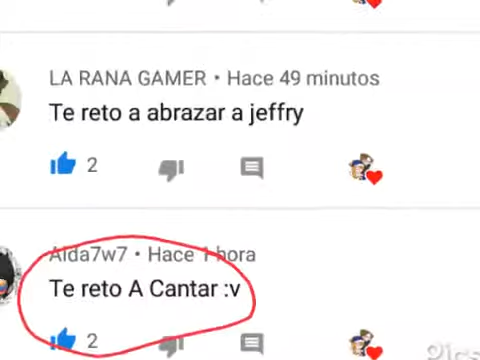 LA RANA GAMER • Hace 49 minutos
Te reto a abrazar a jeffry
2
Aida7w7 • Hace 1 hora
Te reto A Cantar :v
2